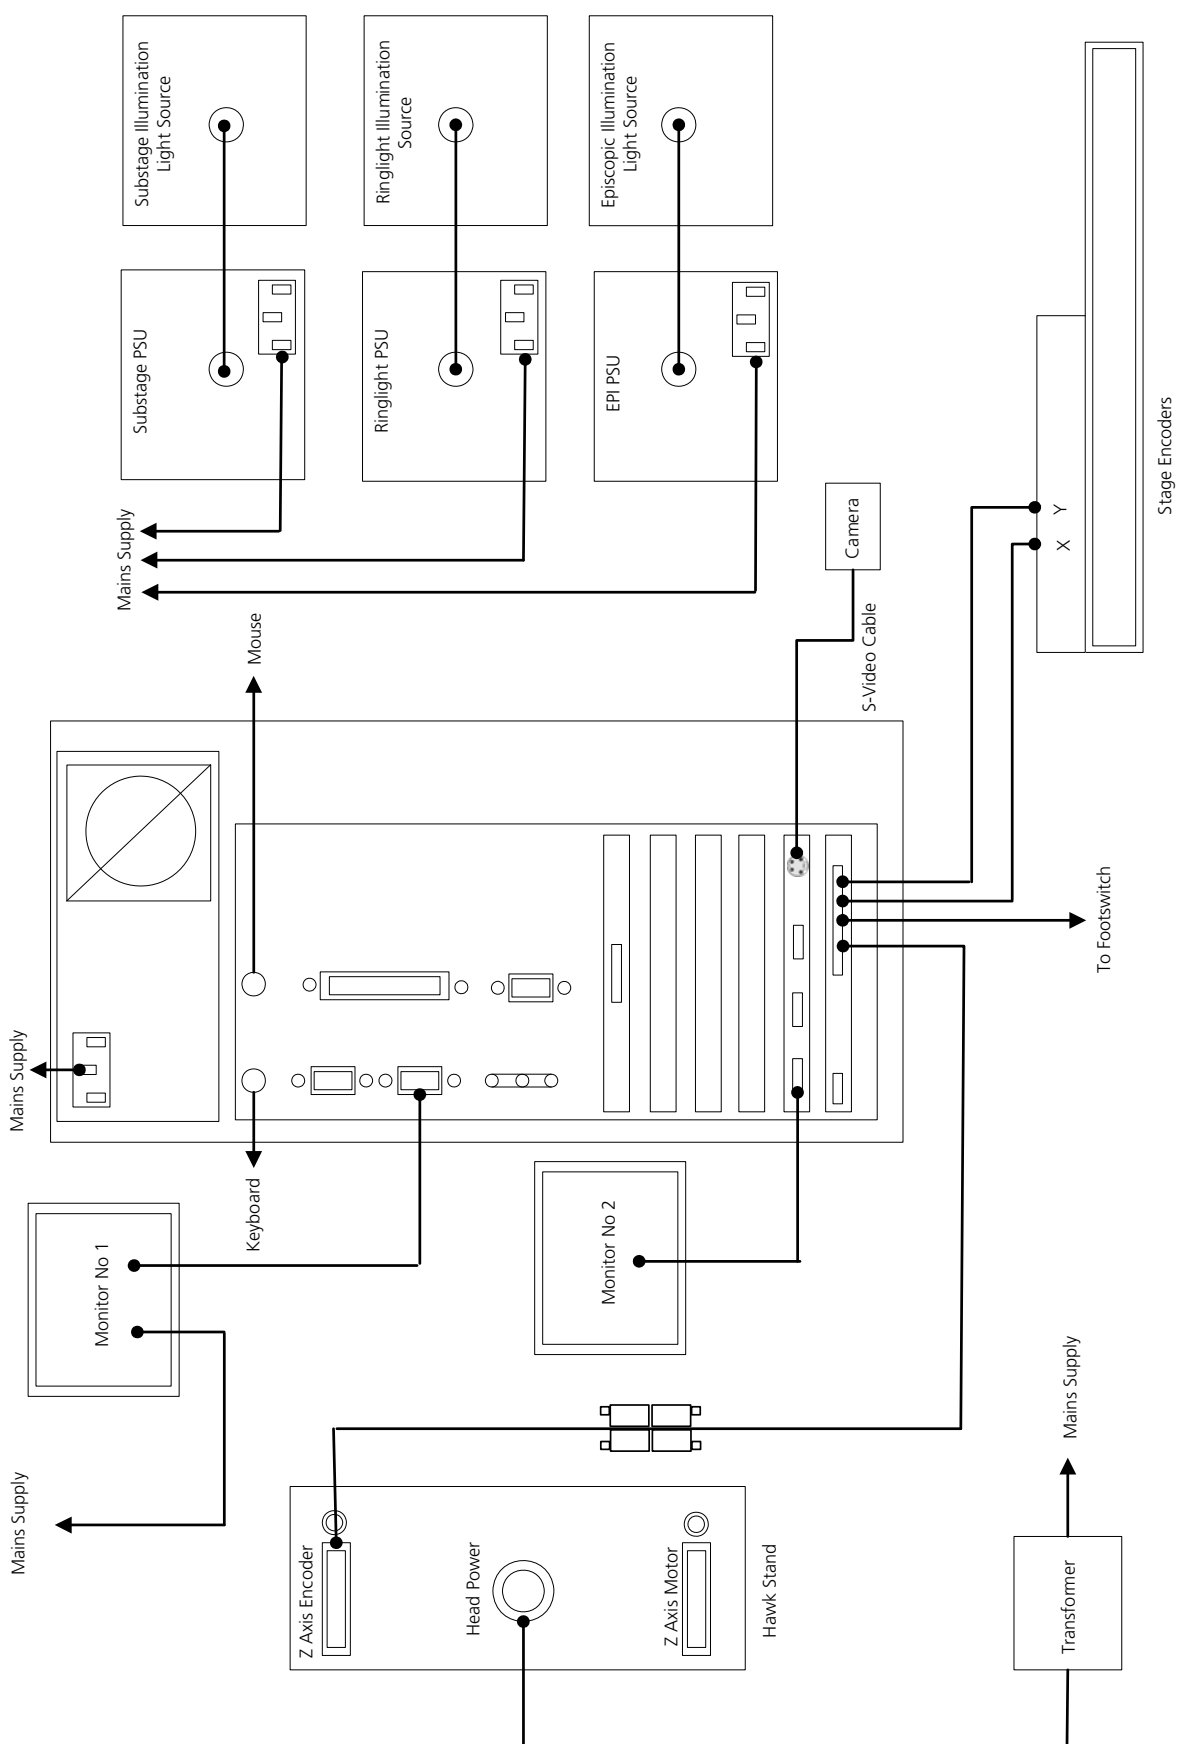 Substage Illumination
Light Source
Ringlight Illumination
Source
Episcopic Illumination
Light Source
Substage PSU
Ringlight PSU
EPI PSU
Mains Supply
Camera
S-Video Cable
Y
X
Stage Encoders
Mouse
Mains Supply
To Footswitch
Keyboard
Monitor No 1
Monitor No 2
Mains Supply
Z Axis Encoder
Head Power
Z Axis Motor
Hawk Stand
Mains Supply
Transformer